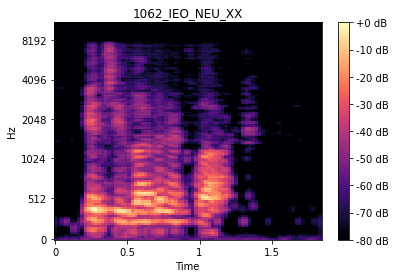 1062_IEO_NEU_XX
8192
4096
2048
1024
512
0
Hz
0
0.5
1
1.5
Time
+0 dB
-10 dB
-20 dB
-30 dB
-40 dB
-50 dB
-60 dB
-70 dB
-80 dB